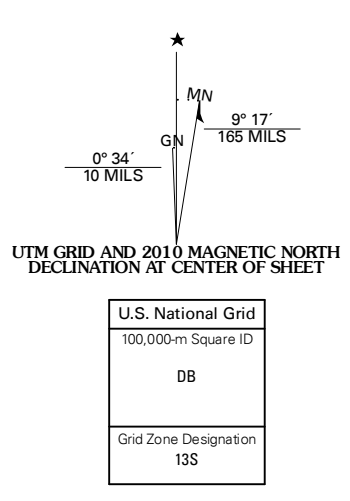 ★
MN
9° 17´
165 MILS
GN
0° 34´
10 MILS
UTM GRID AND 2010 MAGNETIC NORTH
DECLINATION AT CENTER OF SHEET
U.S. National Grid
100,000-m Square ID
DB
Grid Zone Designation
13S